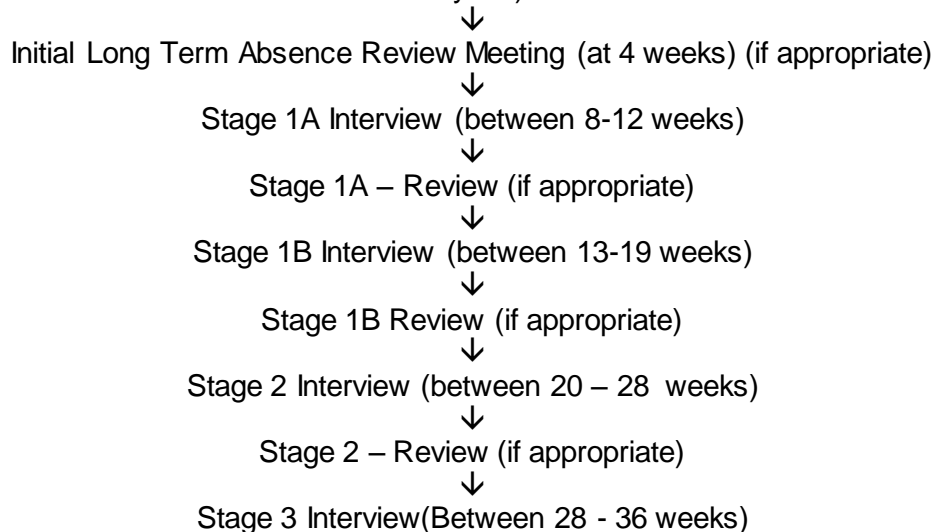 ↓
Initial Long Term Absence Review Meeting (at 4 weeks) (if appropriate)
↓
Stage 1A Interview (between 8-12 weeks)
↓
Stage 1A – Review (if appropriate)
↓
Stage 1B Interview (between 13-19 weeks)
↓
Stage 1B Review (if appropriate)
↓
Stage 2 Interview (between 20 – 28 weeks)
↓
Stage 2 – Review (if appropriate)
↓
Stage 3 Interview(Between 28 - 36 weeks)